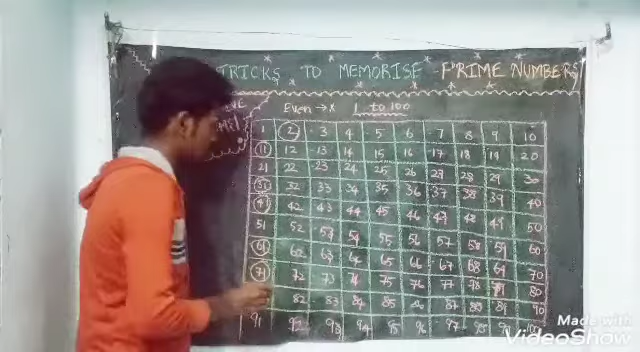 TRICKS TO MEMORISE PRIME NUMBERS
Even → x 1 to 100
1 2 3 4 5 6 7 8 9 10
11 12 13 14 15 16 17 18 19 20
21 22 23 24 25 26 27 28 29 30
31 32 33 34 35 36 37 38 39 40
41 42 43 44 45 46 47 48 49 50
51 52 53 54 55 56 57 58 59 60
61 62 63 64 65 66 67 68 69 70
71 72 73 74 75 76 77 78 79 80
82 83 84 85 86 87 88 89 90
91 92 93 94 95 96 97 98
Made with
VideoShow